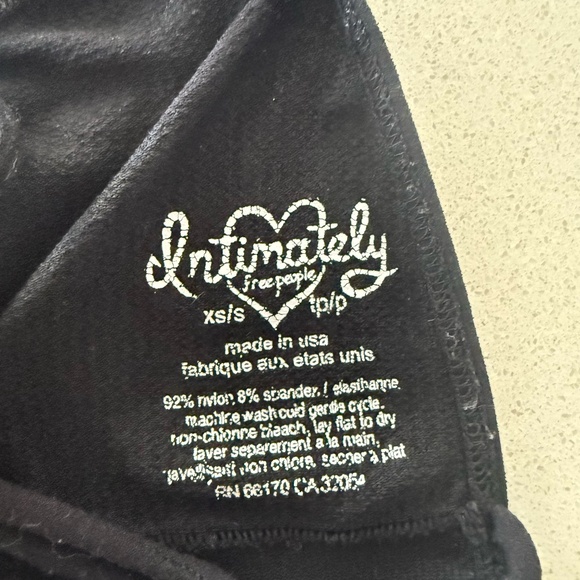 Intimately
free people
xs/s tp/p
made in usa
fabrique aux etats unis
92% nylon, 8% spandex / elasthanne
machine wash cold gentle cycle,
non-chlorine bleach, lay flat to dry
laver separement a la main,
javellisant non chlore, secher a plat
RN 66170 CA 32054